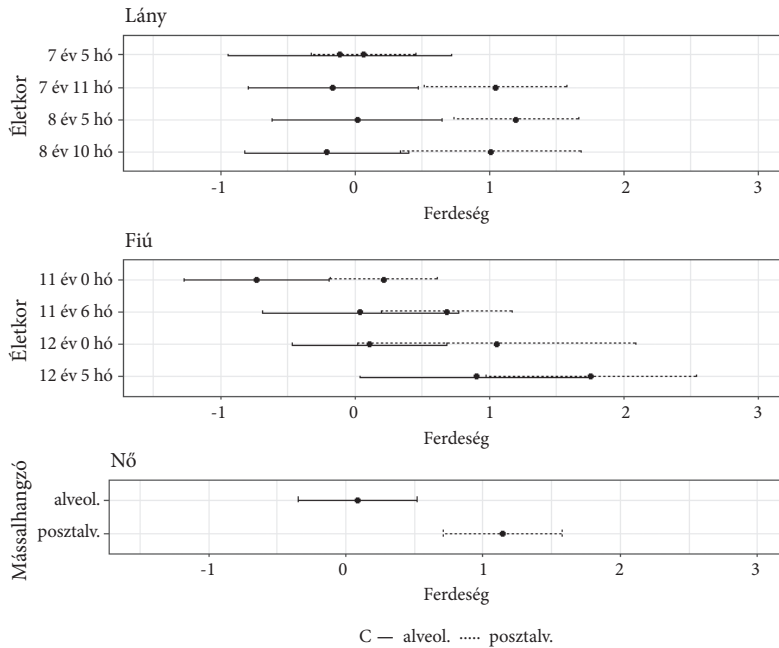 Lány
Életkor
7 év 5 hó
7 év 11 hó
8 év 5 hó
8 év 10 hó
-1 0 1 2 3
Ferdeség
Fiú
Életkor
11 év 0 hó
11 év 6 hó
12 év 0 hó
12 év 5 hó
-1 0 1 2 3
Ferdeség
Nő
Mássalhangzó
alveol.
posztalv.
-1 0 1 2 3
Ferdeség
C — alveol. ····· posztalv.